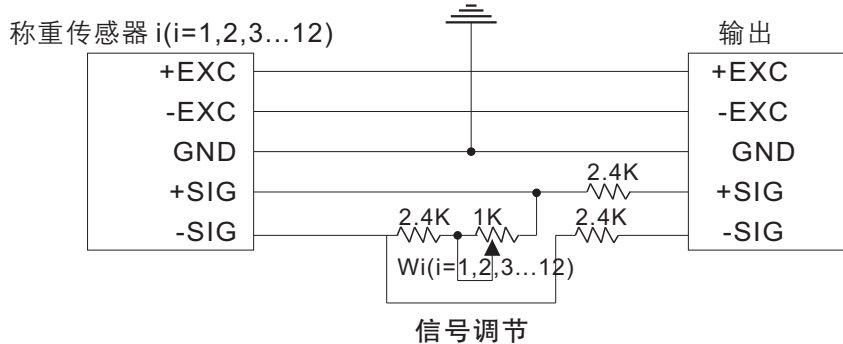 称重传感器 i(i=1,2,3...12)
输出
+EXC
+EXC
-EXC
-EXC
GND
GND
2.4K
+SIG
+SIG
2.4K
1K
2.4K
-SIG
-SIG
Wi(i=1,2,3...12)
信号调节